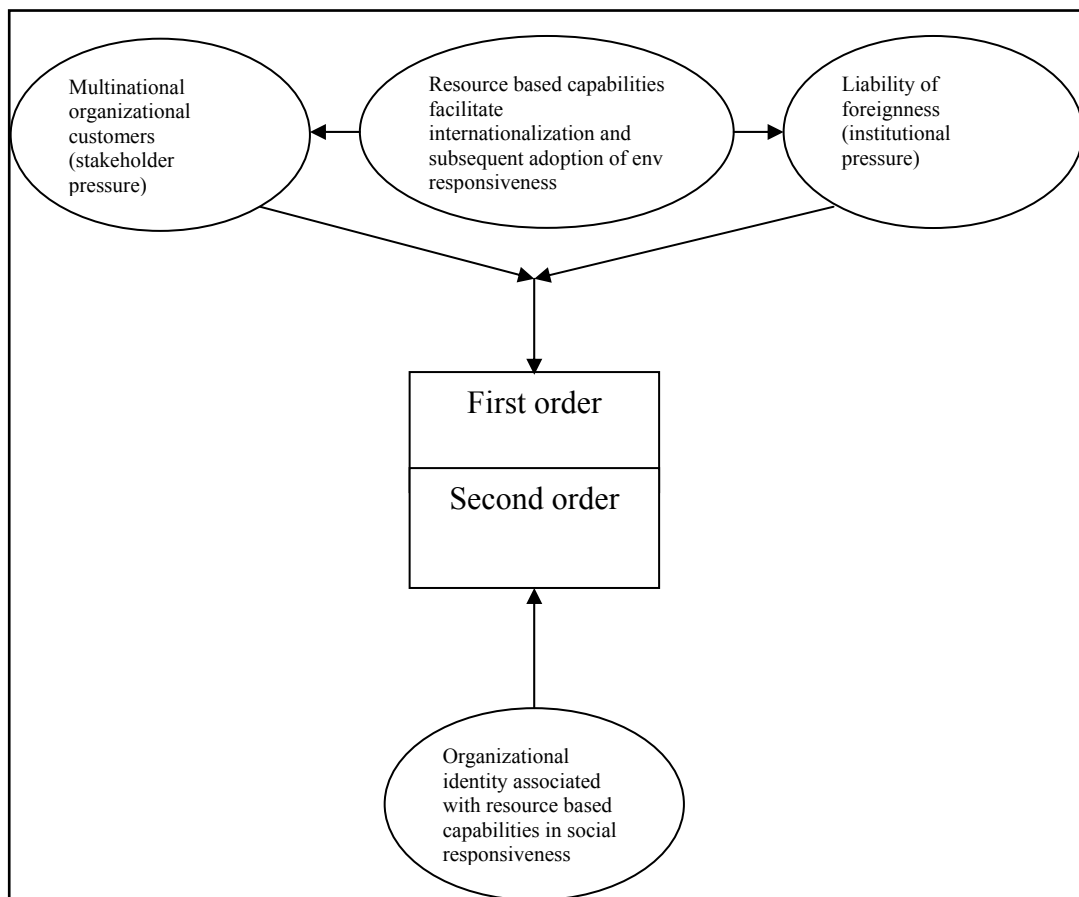 Multinational
organizational
customers
(stakeholder
pressure)
Resource based capabilities
facilitate
internationalization and
subsequent adoption of env
responsiveness
Liability of
foreignness
(institutional
pressure)
First order
Second order
Organizational
identity associated
with resource based
capabilities in social
responsiveness